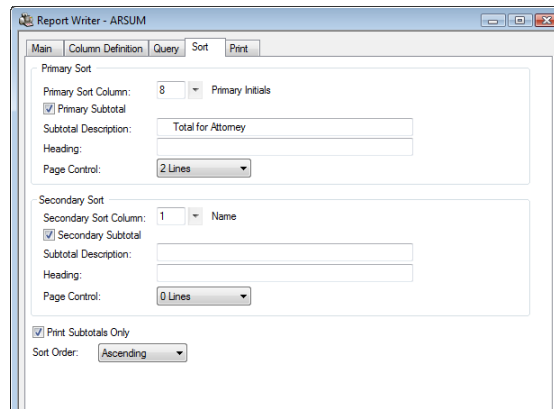 Report Writer - ARSUM
Main Column Definition Query Sort Print
Primary Sort
Primary Sort Column: 8 Primary Initials
Primary Subtotal
Subtotal Description: Total for Attorney
Heading:
Page Control: 2 Lines
Secondary Sort
Secondary Sort Column: 1 Name
Secondary Subtotal
Subtotal Description:
Heading:
Page Control: 0 Lines
Print Subtotals Only
Sort Order: Ascending